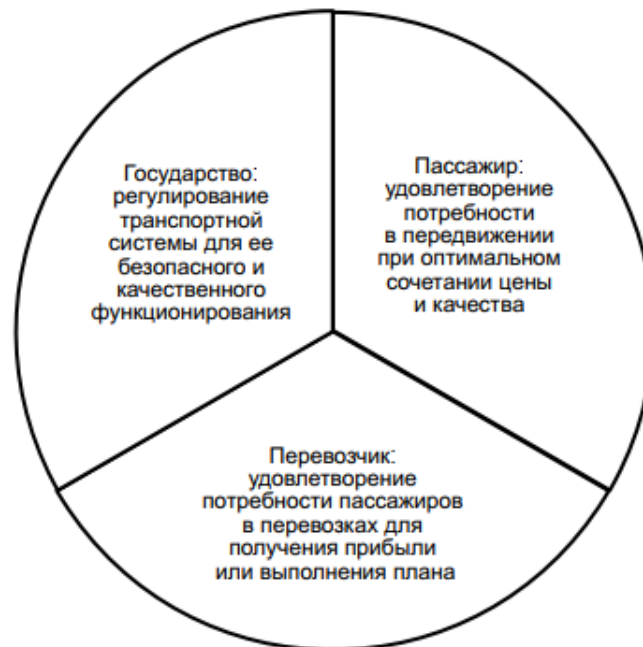 Государство:
регулирование
транспортной
системы для ее
безопасного и
качественного
функционирования
Пассажир:
удовлетворение
потребности
в передвижении
при оптимальном
сочетании цены
и качества
Перевозчик:
удовлетворение
потребности пассажиров
в перевозках для
получения прибыли
или выполнения плана